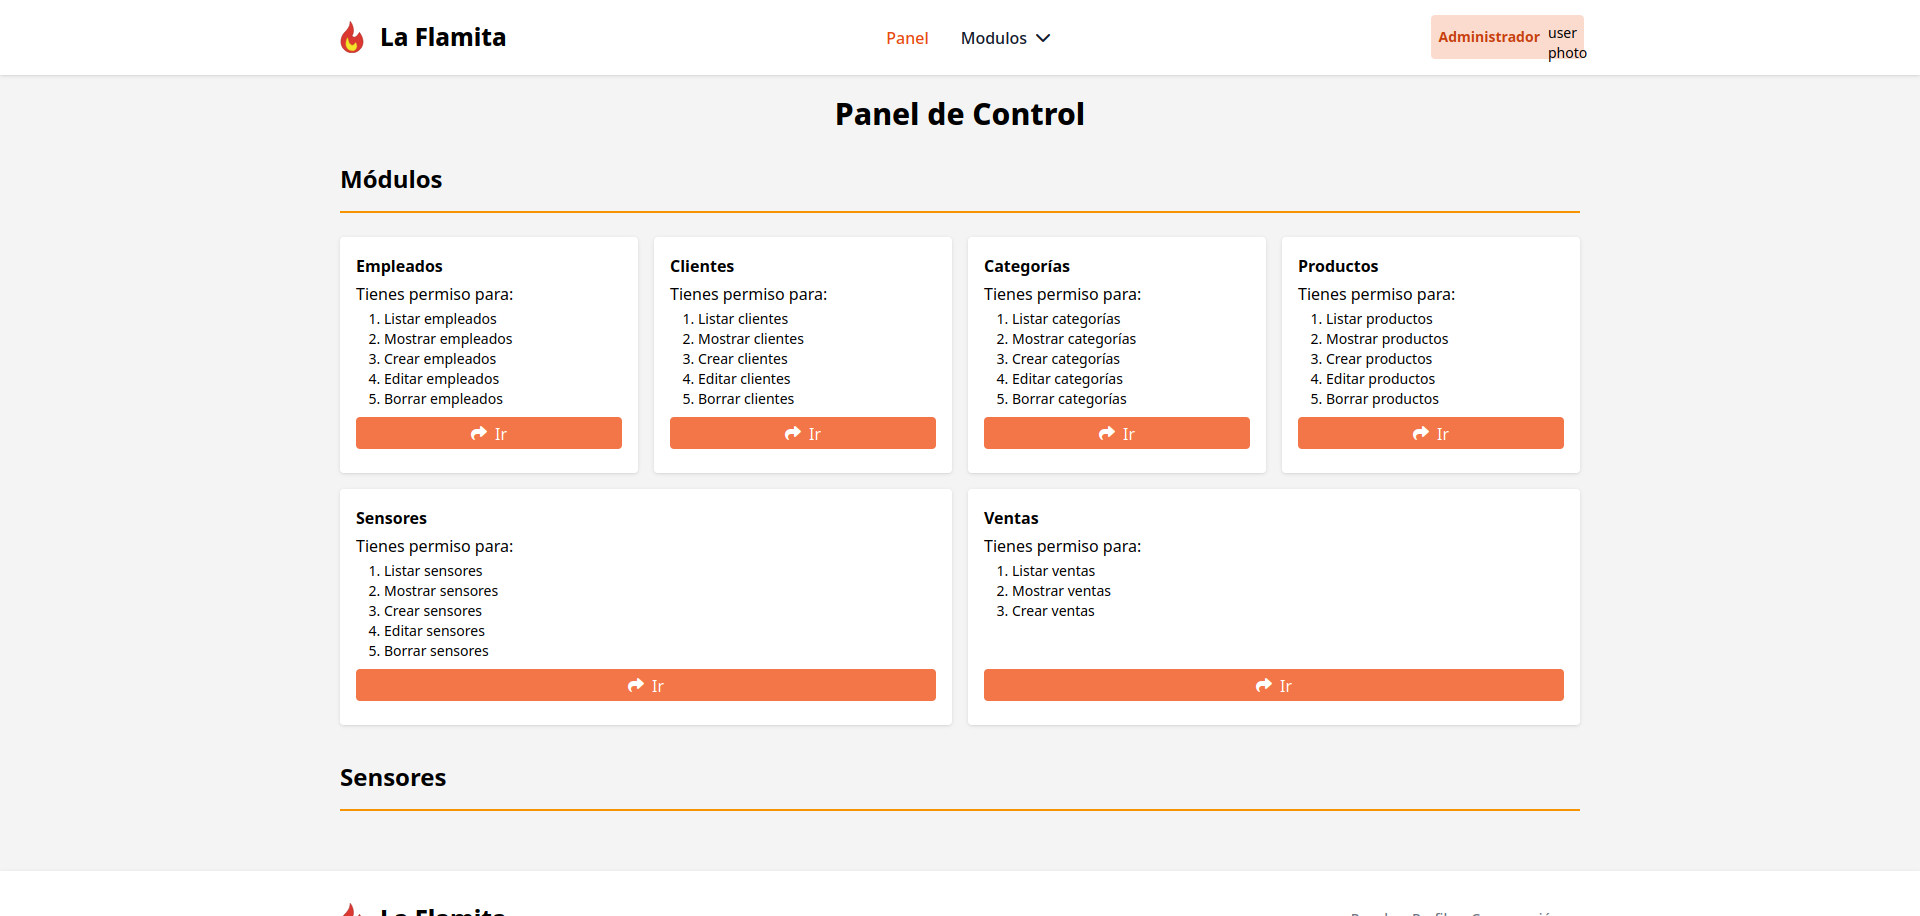 La Flamita
Panel
Modulos
Administrador
user
photo
Panel de Control
Módulos
Empleados
Tienes permiso para:
1. Listar empleados
2. Mostrar empleados
3. Crear empleados
4. Editar empleados
5. Borrar empleados
Ir
Clientes
Tienes permiso para:
1. Listar clientes
2. Mostrar clientes
3. Crear clientes
4. Editar clientes
5. Borrar clientes
Ir
Categorías
Tienes permiso para:
1. Listar categorías
2. Mostrar categorías
3. Crear categorías
4. Editar categorías
5. Borrar categorías
Ir
Productos
Tienes permiso para:
1. Listar productos
2. Mostrar productos
3. Crear productos
4. Editar productos
5. Borrar productos
Ir
Sensores
Tienes permiso para:
1. Listar sensores
2. Mostrar sensores
3. Crear sensores
4. Editar sensores
5. Borrar sensores
Ir
Ventas
Tienes permiso para:
1. Listar ventas
2. Mostrar ventas
3. Crear ventas
Ir
Sensores
La Flamita